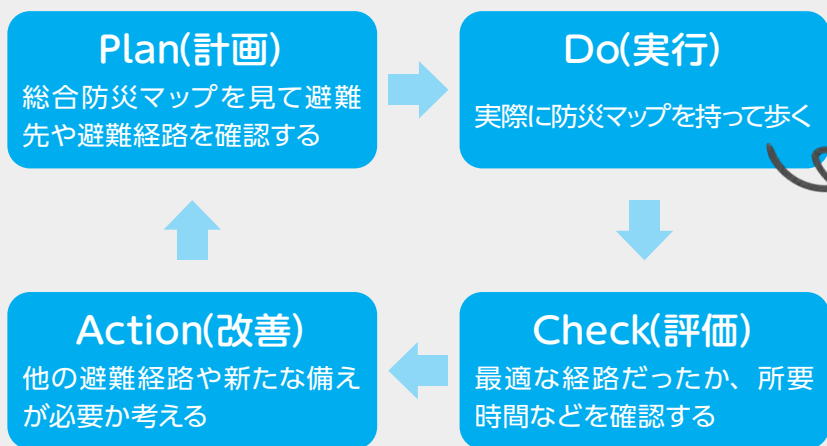 Plan(計画)
総合防災マップを見て避難
先や避難経路を確認する
Do(実行)
実際に防災マップを持って歩く
Check(評価)
最適な経路だったか、所要
時間などを確認する
Action(改善)
他の避難経路や新たな備え
が必要か考える